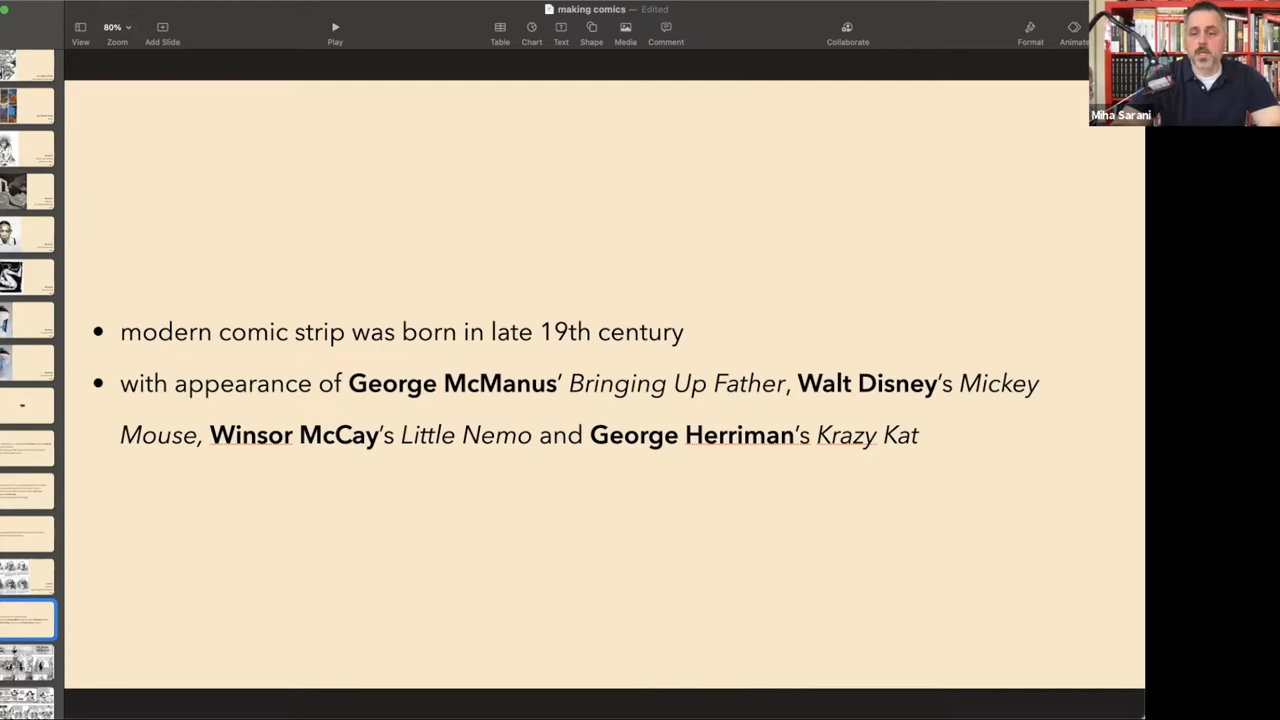 making comics — Edited
80%
View
Zoom
Add Slide
Play
Table
Chart
Text
Shape
Media
Comment
Collaborate
Format
Animate
Miha Sarani
• modern comic strip was born in late 19th century
• with appearance of George McManus’ Bringing Up Father, Walt Disney’s Mickey
Mouse, Winsor McCay’s Little Nemo and George Herriman’s Krazy Kat